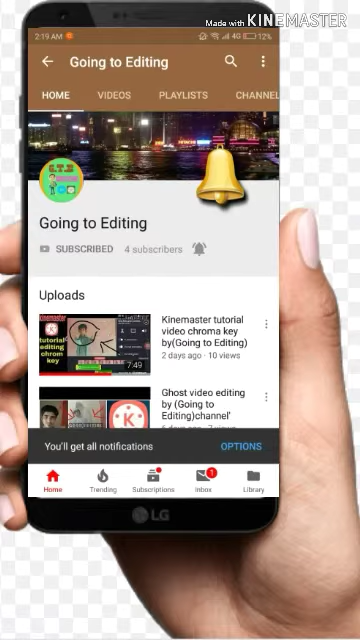 Made with KINEMASTER
2:19 AM 4G 12%
Going to Editing
HOME VIDEOS PLAYLISTS CHANNEL
G.T.E
Going to Editing
SUBSCRIBED 4 subscribers
Uploads
Kinemaster
tutorial
editing
chrom
key
7:49
Kinemaster tutorial
video chroma key
by(Going to Editing)
2 days ago · 10 views
K
Ghost video editing
by (Going to
Editing)channel'
You'll get all notifications OPTIONS
1
Home Trending Subscriptions Inbox Library
LG